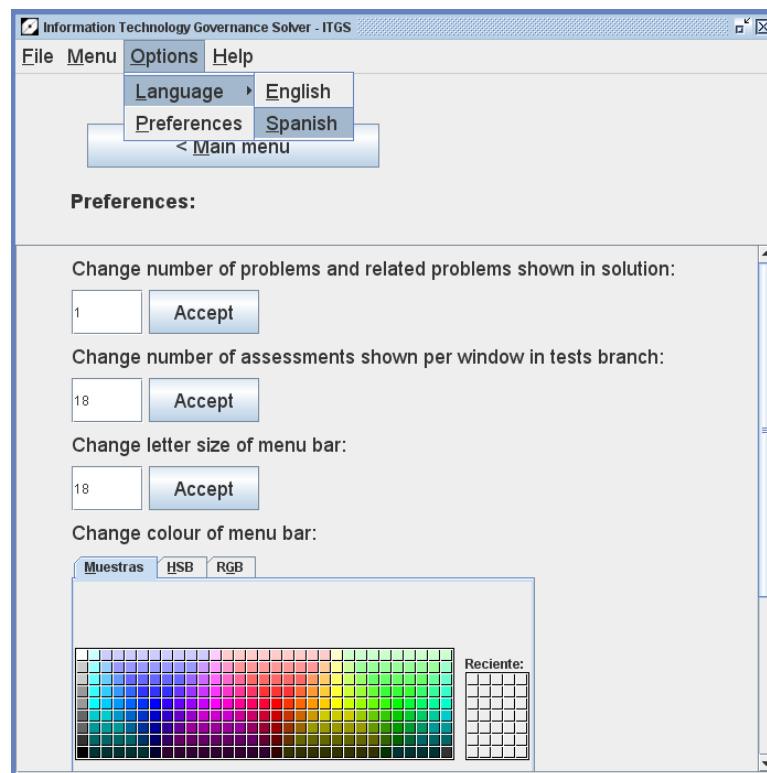 Information Technology Governance Solver - ITGS
File Menu Options Help
Language English
Preferences Spanish
< Main menu
Preferences:
Change number of problems and related problems shown in solution:
1 Accept
Change number of assessments shown per window in tests branch:
18 Accept
Change letter size of menu bar:
18 Accept
Change colour of menu bar:
Muestras HSB RGB
Reciente: